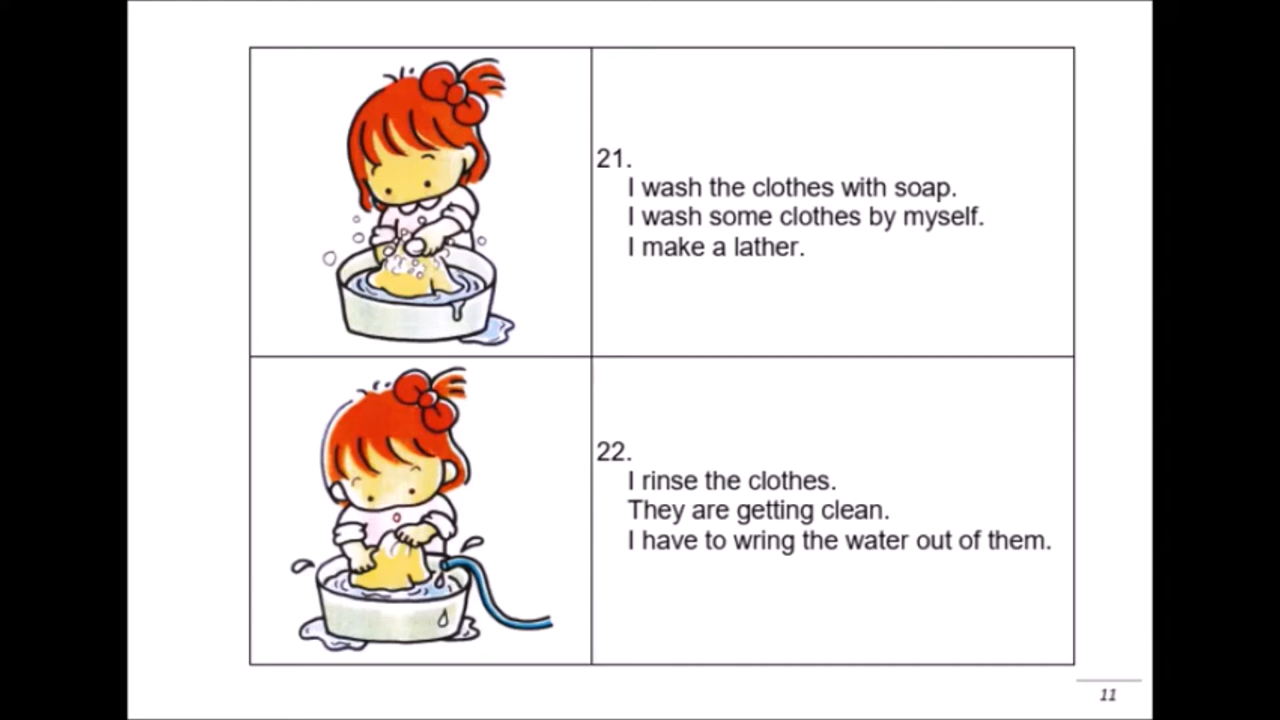 21.
I wash the clothes with soap.
I wash some clothes by myself.
I make a lather.
22.
I rinse the clothes.
They are getting clean.
I have to wring the water out of them.
11